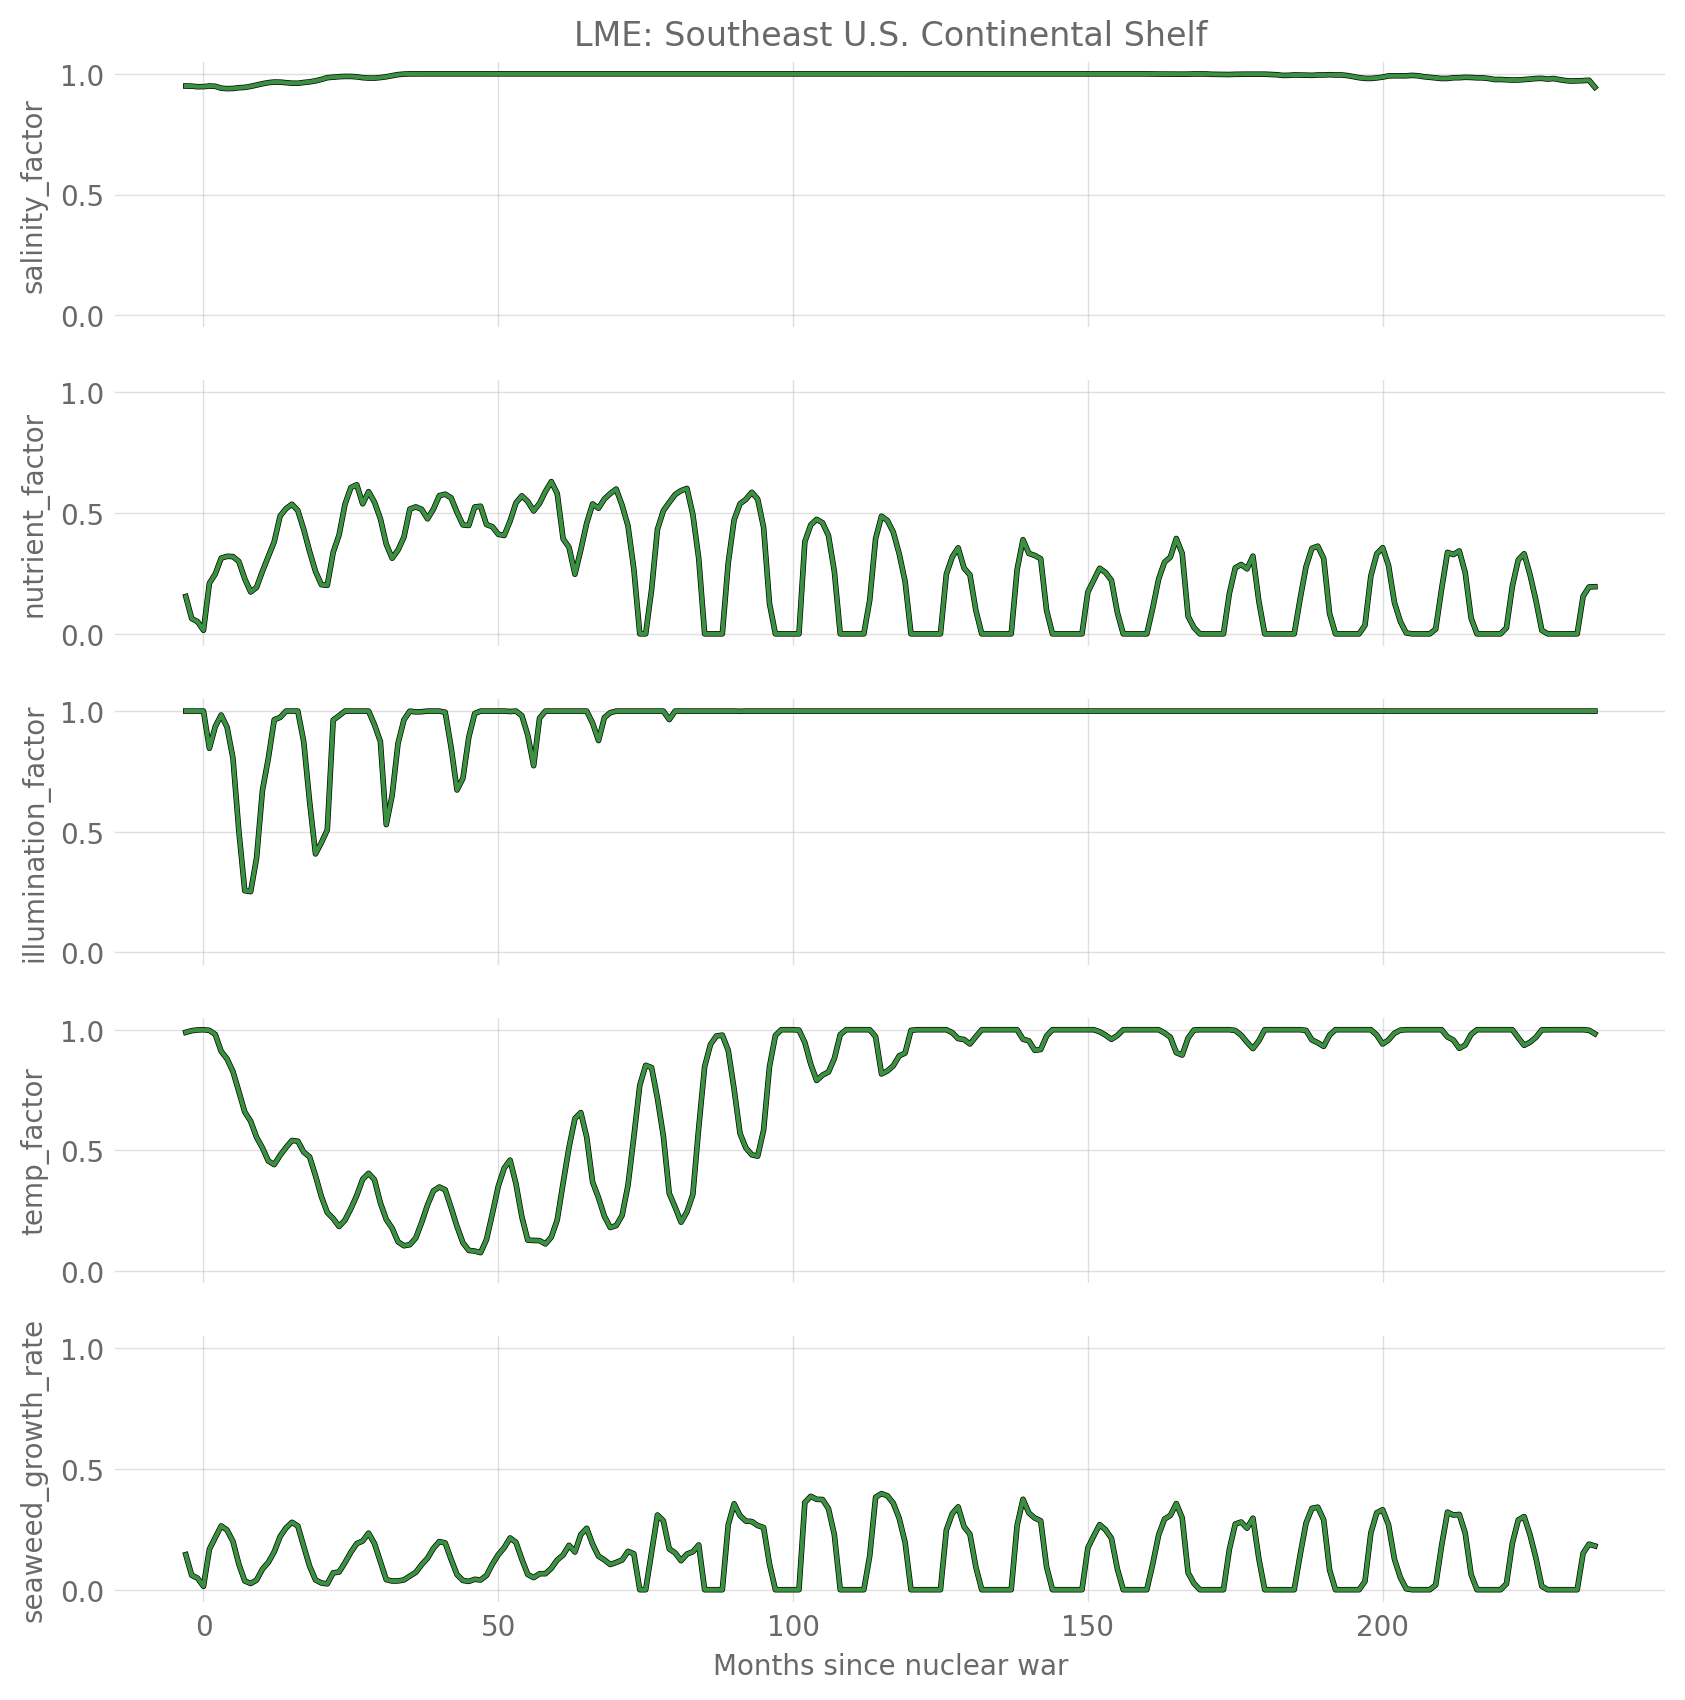 LME: Southeast U.S. Continental Shelf
1.0
0.5
0.0
salinity_factor
1.0
0.5
0.0
nutrient_factor
1.0
0.5
0.0
illumination_factor
1.0
0.5
0.0
temp_factor
1.0
0.5
0.0
seaweed_growth_rate
0 50 100 150 200
Months since nuclear war